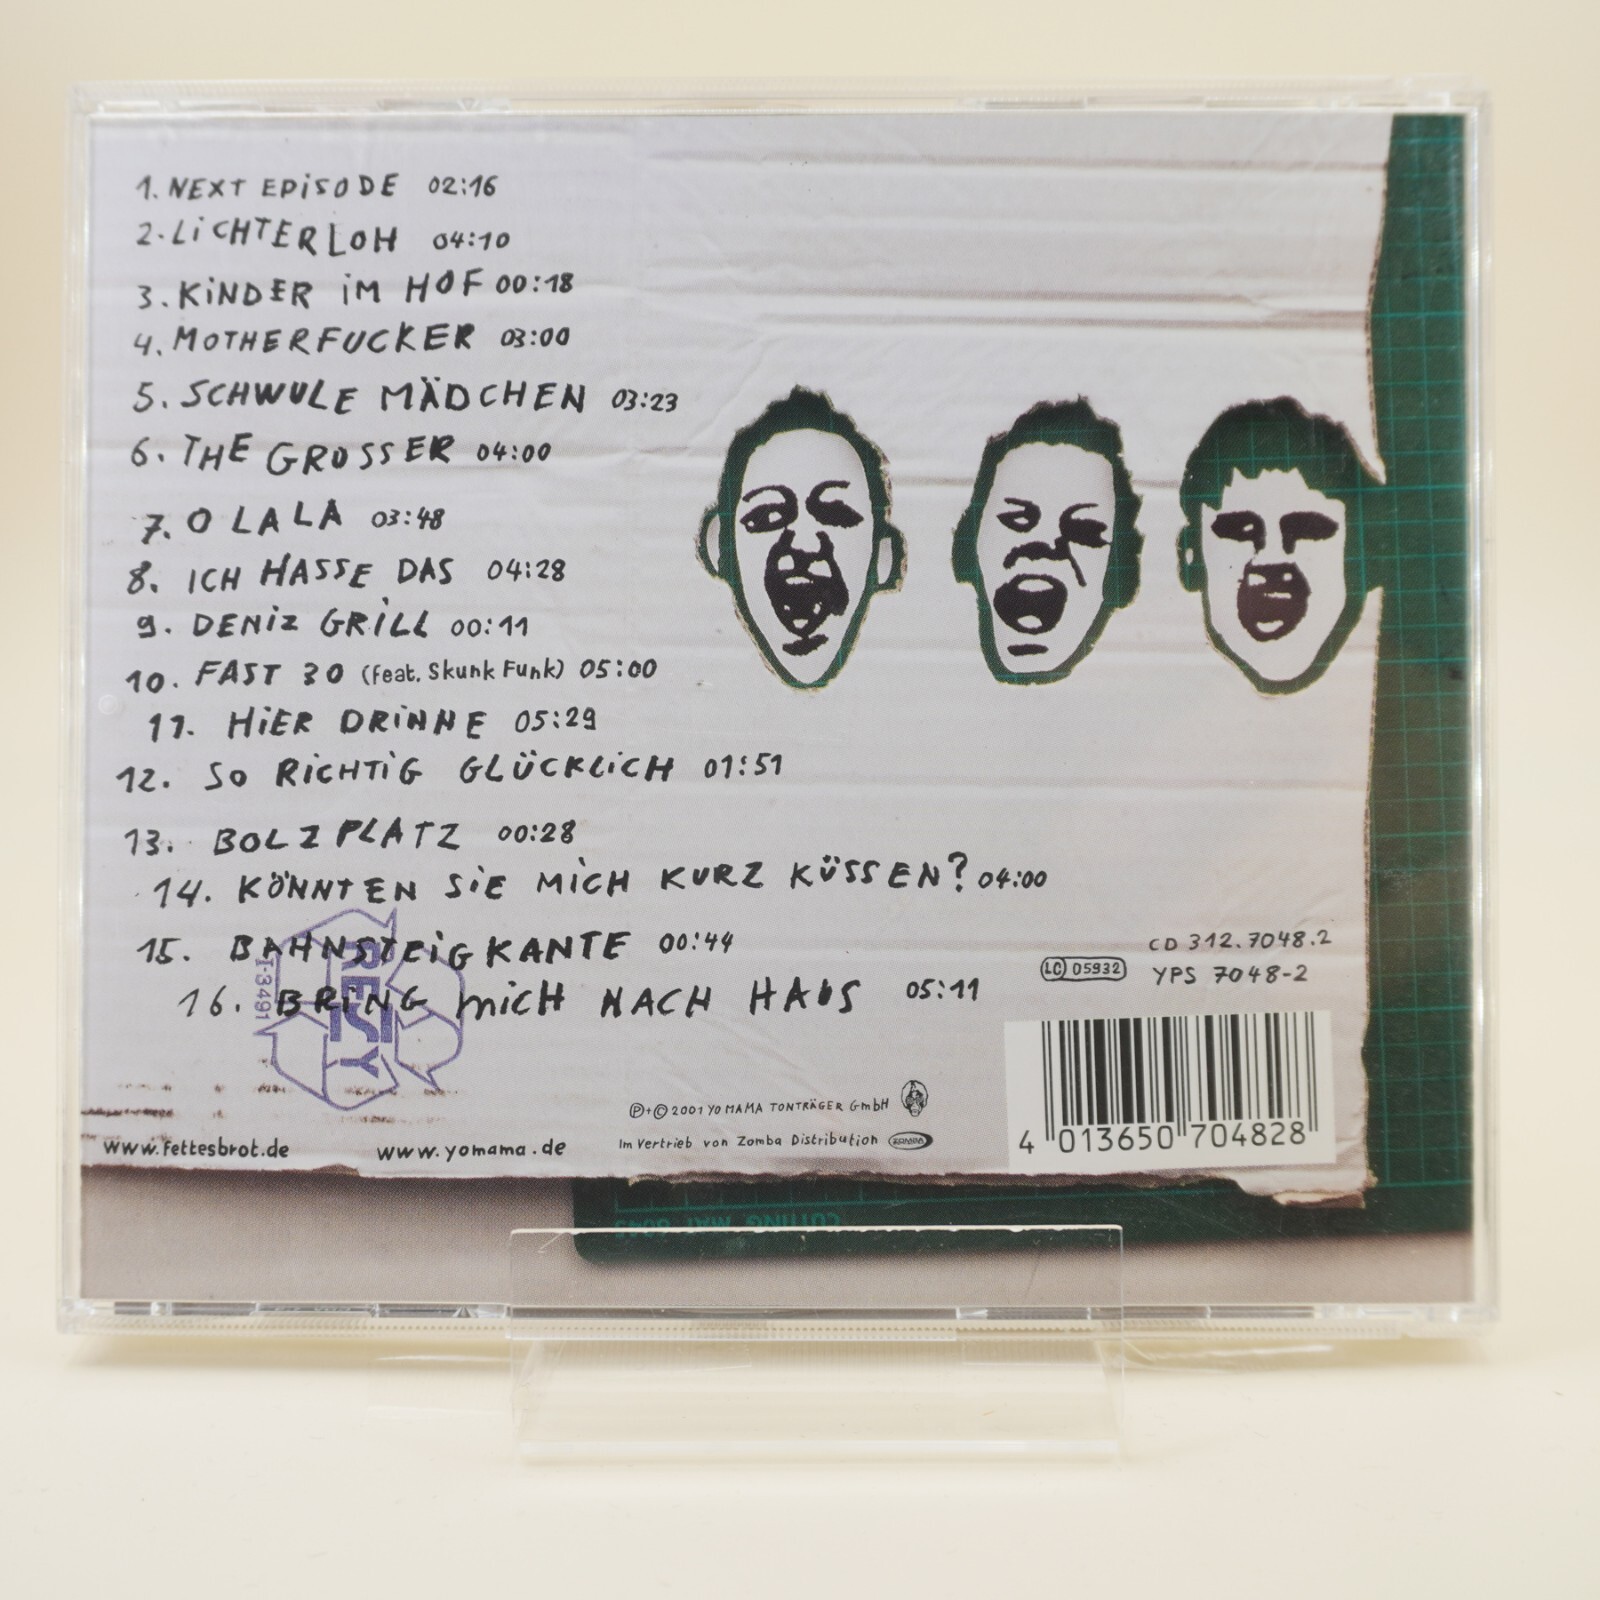 1. NEXT EPiSODE 02:16
2. LiCHTERLOH 04:10
3. KiNDER iM HOF 00:18
4. MOTHERFUCKER 03:00
5. SCHWULE MÄDCHEN 03:23
6. THE GROSSER 04:00
7. O LALA 03:48
8. ICH HASSE DAS 04:28
9. DENiZ GRiLL 00:11
10. FAST 30 (feat. Skunk Funk) 05:00
11. HiER DRiNNE 05:29
12. SO RiCHTiG GLÜCKLiCH 01:51
13. BOLZPLATZ 00:28
14. KÖNNTEN SiE MiCH KURZ KÜSSEN? 04:00
15. BAHNSTEiGKANTE 00:44
16. BRiNG MiCH NACH HAUS 05:11
RESY
T-3491
CD 312.7048.2
LC 05932 YPS 7048-2
℗+© 2001 YO MAMA TONTRÄGER GmbH
Im Vertrieb von Zomba Distribution ZOMBA
www.fettesbrot.de www.yomama.de
4 013650 704828
CUTTING MAT